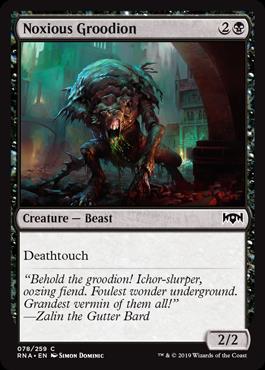 Noxious Groodion 2
Creature — Beast
RNA
Deathtouch
“Behold the groodion! Ichor-slurper,
oozing fiend. Foulest wonder underground.
Grandest vermin of them all!”
—Zalin the Gutter Bard
2/2
078/259 C
RNA • EN Simon Dominic
™ & © 2019 Wizards of the Coast